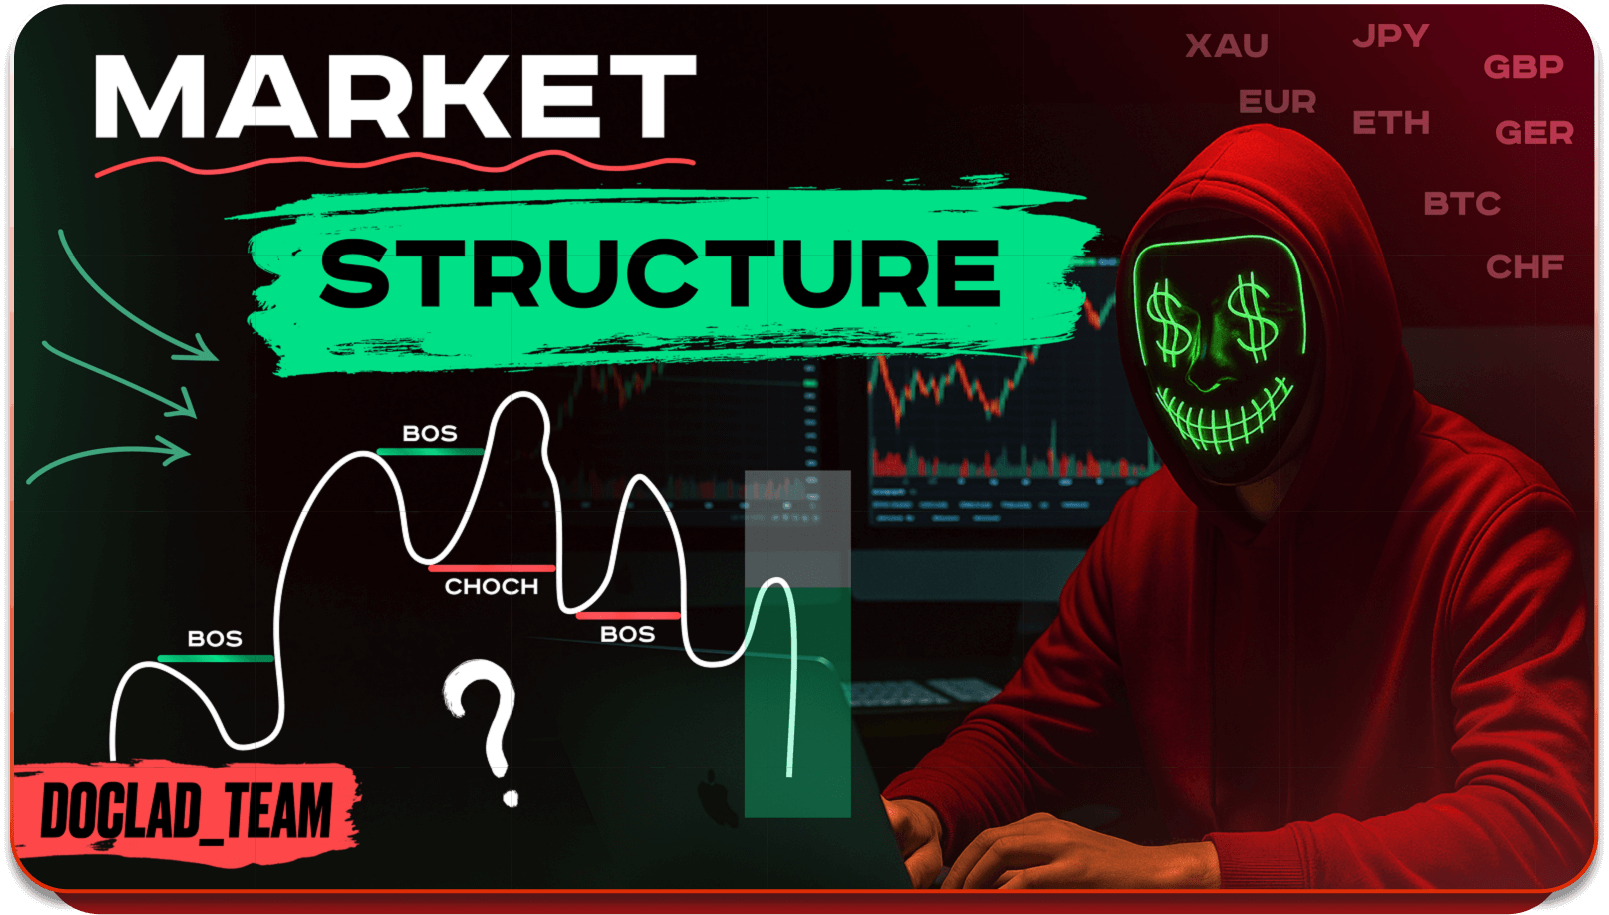 MARKET
STRUCTURE
XAU
JPY
GBP
EUR
ETH
GER
BTC
CHF
BOS
BOS
CHOCH
BOS
?
DOCLAD_TEAM